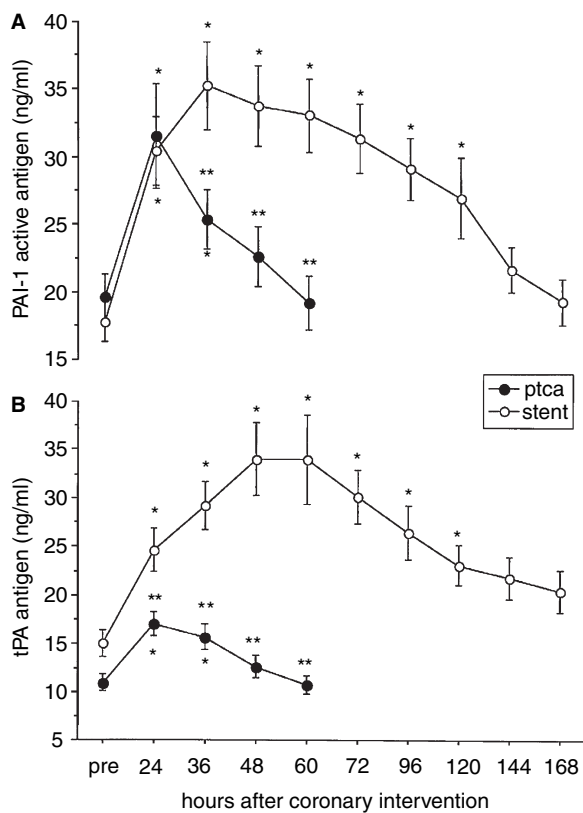 A
PAI-1 active antigen (ng/ml)
40
35
30
25
20
15
* * * * * * * *
* ** * ** **
ptca
stent
B
tPA antigen (ng/ml)
40
35
30
25
20
15
10
5
* * * * * * *
** * ** * ** **
pre 24 36 48 60 72 96 120 144 168
hours after coronary intervention